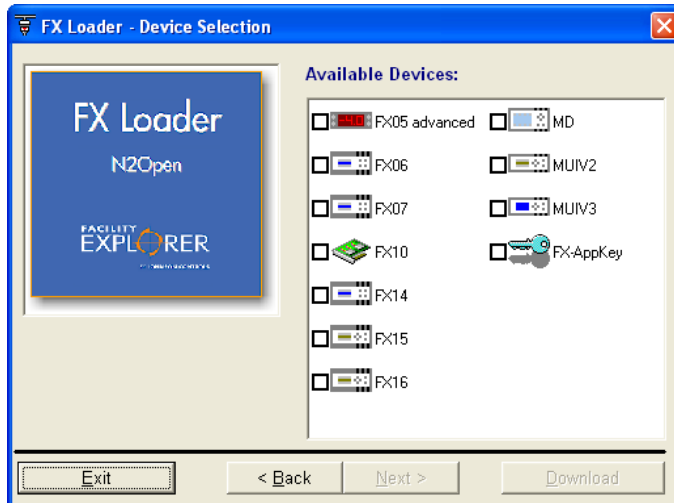 FX Loader - Device Selection
FX Loader
N2Open
FACILITY
EXPLORER
Available Devices:
FX05 advanced
FX06
FX07
FX10
FX14
FX15
FX16
MD
MUIV2
MUIV3
FX-AppKey
Exit
< Back
Next >
Download